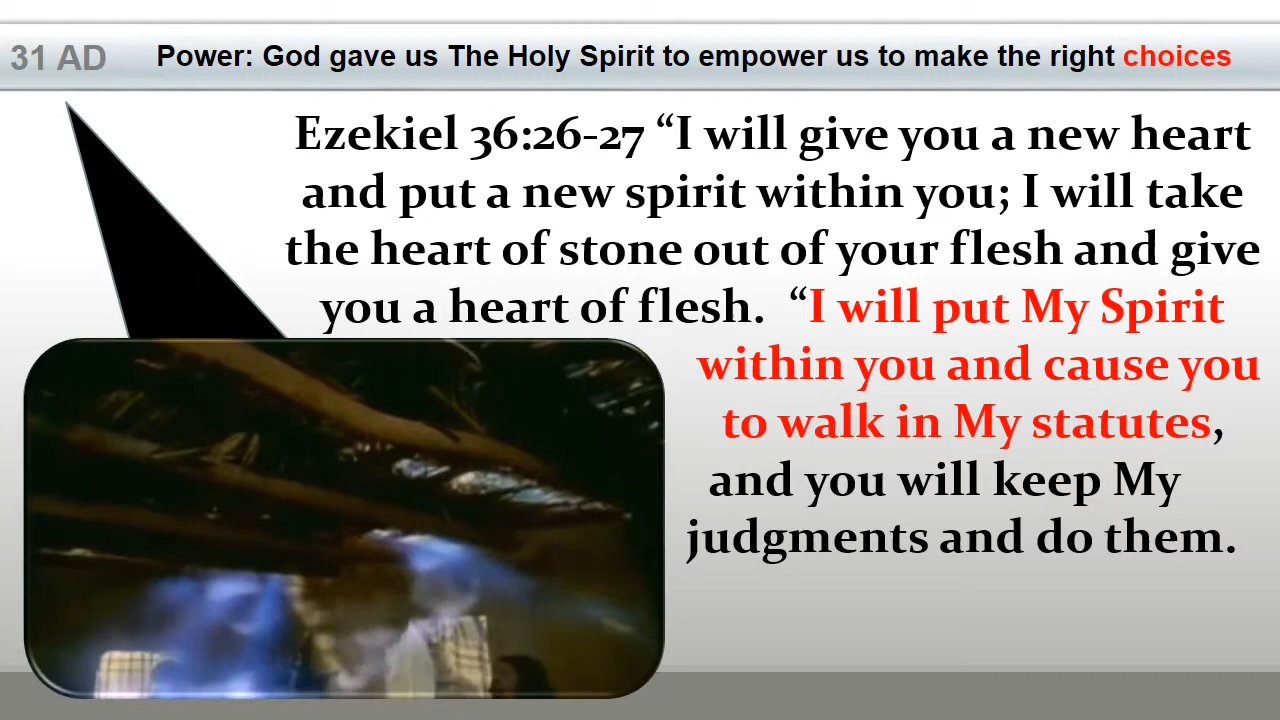 31 AD
Power: God gave us The Holy Spirit to empower us to make the right choices
Ezekiel 36:26-27 “I will give you a new heart
and put a new spirit within you; I will take
the heart of stone out of your flesh and give
you a heart of flesh.  “I will put My Spirit
within you and cause you
to walk in My statutes,
and you will keep My
judgments and do them.